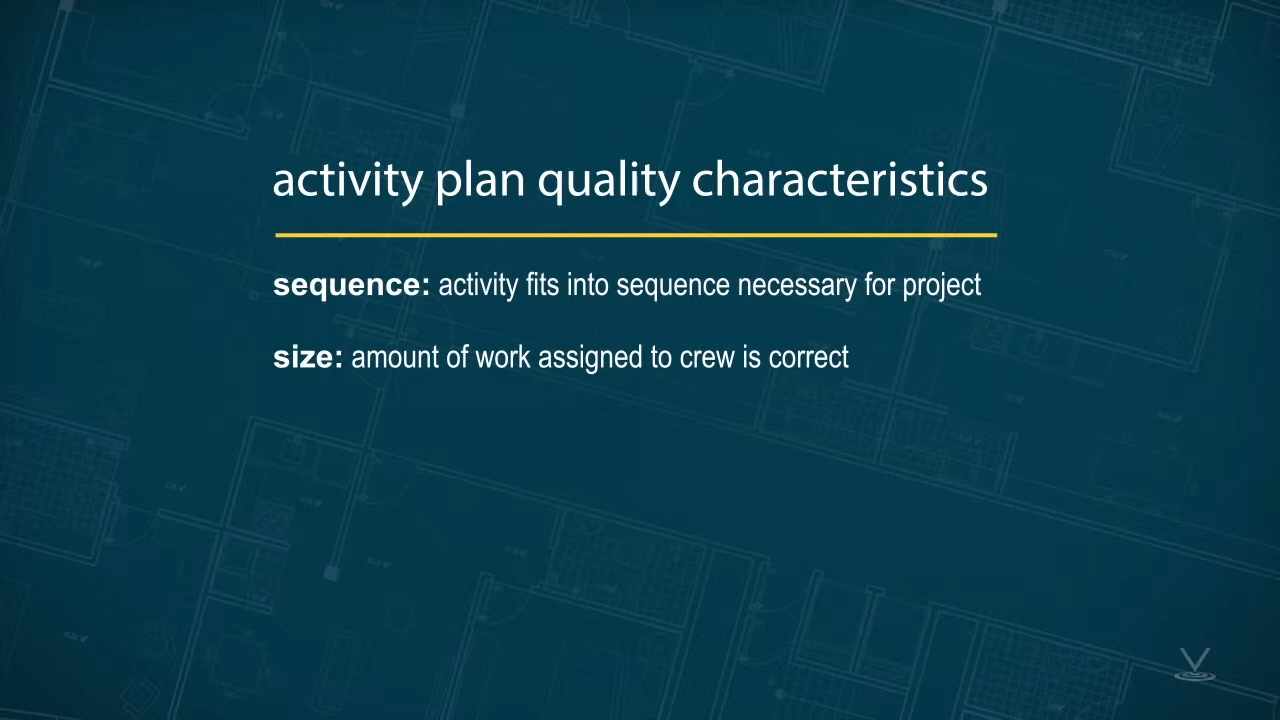 activity plan quality characteristics
sequence: activity fits into sequence necessary for project
size: amount of work assigned to crew is correct